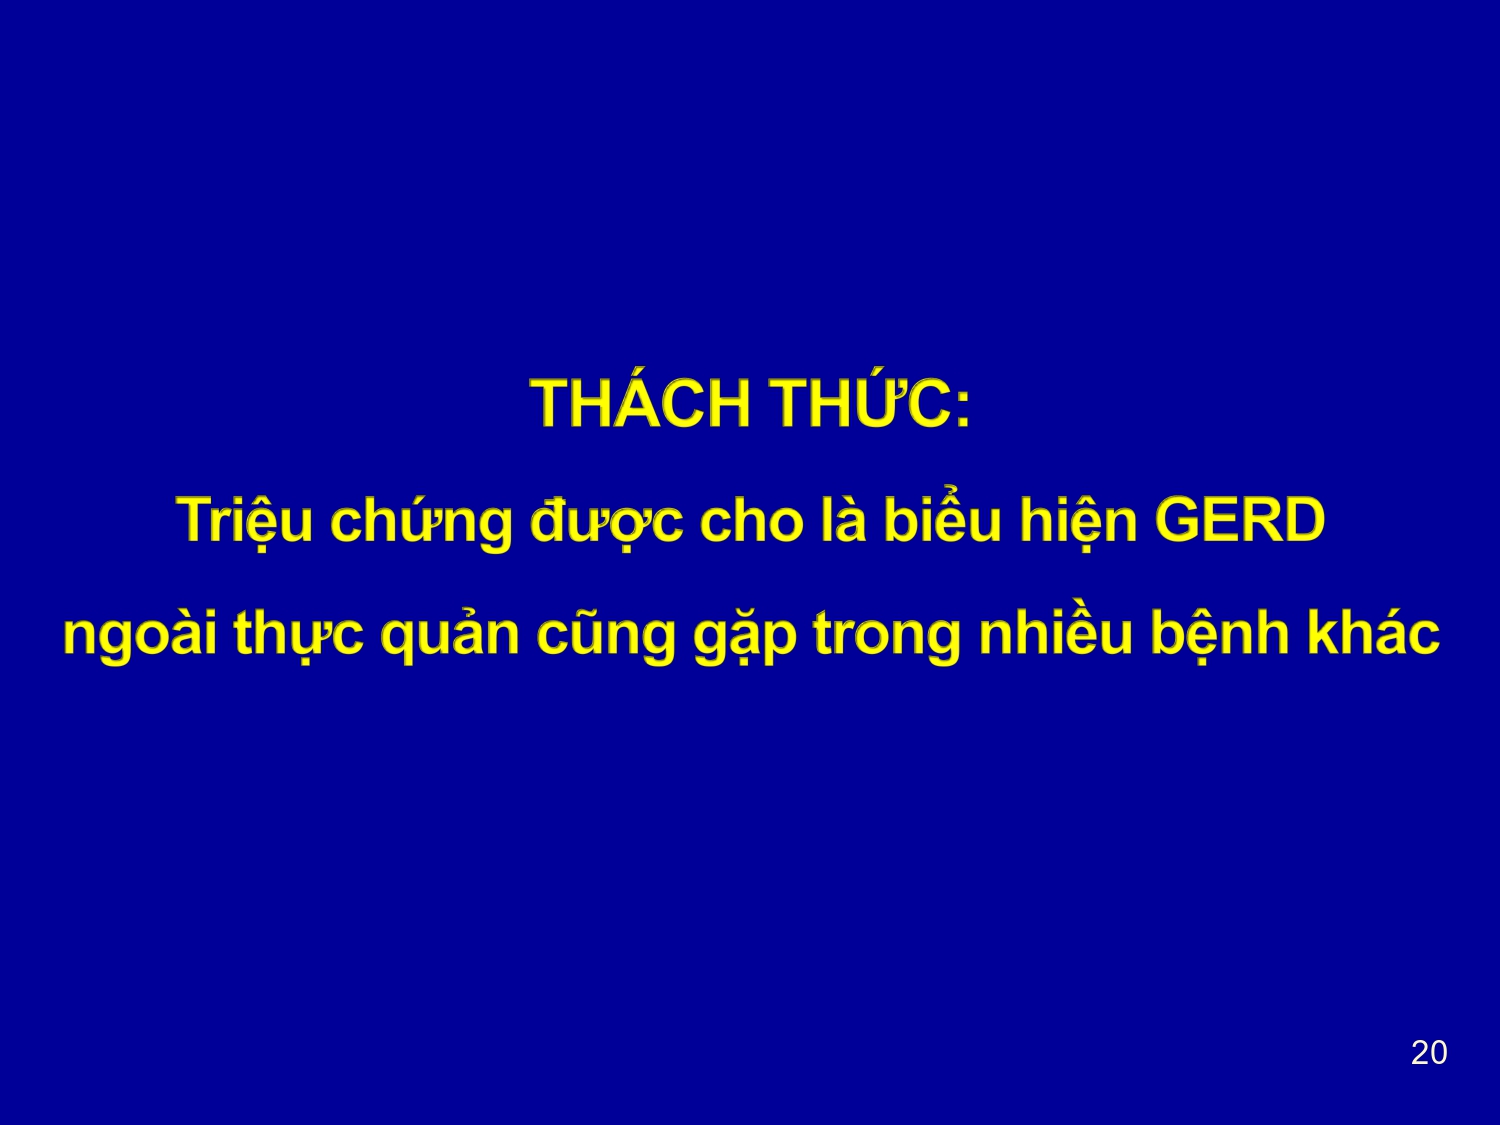 THÁCH THỨC:
Triệu chứng được cho là biểu hiện GERD
ngoài thực quản cũng gặp trong nhiều bệnh khác
20